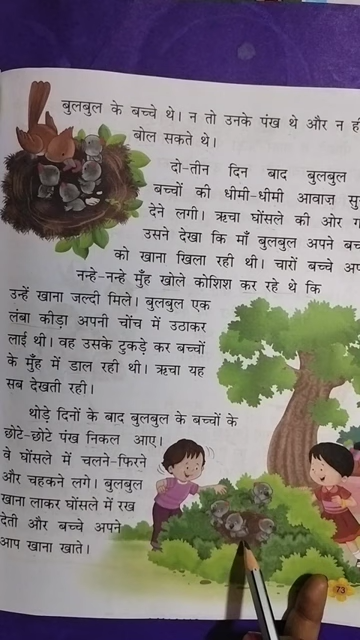 बुलबुल के बच्चे थे। न तो उनके पंख थे और न ही
बोल सकते थे।
दो-तीन दिन बाद बुलबुल
बच्चों की धीमी-धीमी आवाज़
देने लगी। ऋचा घोंसले की ओर
उसने देखा कि माँ बुलबुल अपने
को खाना खिला रही थी। चारों बच्चे
नन्हे-नन्हे मुँह खोले कोशिश कर रहे थे कि
उन्हें खाना जल्दी मिले। बुलबुल एक
लंबा कीड़ा अपनी चोंच में उठाकर
लाई थी। वह उसके टुकड़े कर बच्चों
के मुँह में डाल रही थी। ऋचा यह
सब देखती रही।
थोड़े दिनों के बाद बुलबुल के बच्चों के
छोटे-छोटे पंख निकल आए।
वे घोंसले में चलने-फिरने
और चहकने लगे। बुलबुल
खाना लाकर घोंसले में रख
देती और बच्चे अपने
आप खाना खाते।
73